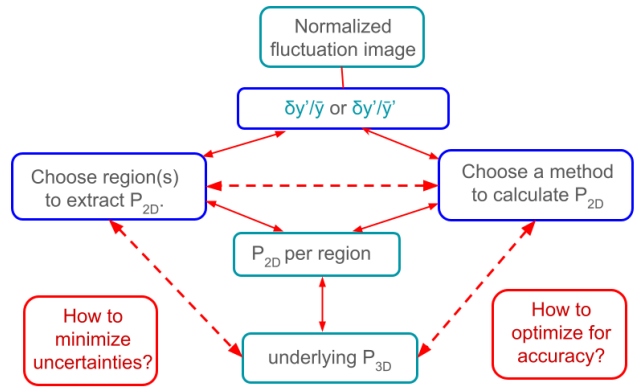 Normalized
fluctuation image
δy’/ȳ or δy’/ȳ’
Choose region(s)
to extract P2D.
Choose a method
to calculate P2D
P2D per region
How to
minimize
uncertainties?
underlying P3D
How to
optimize for
accuracy?